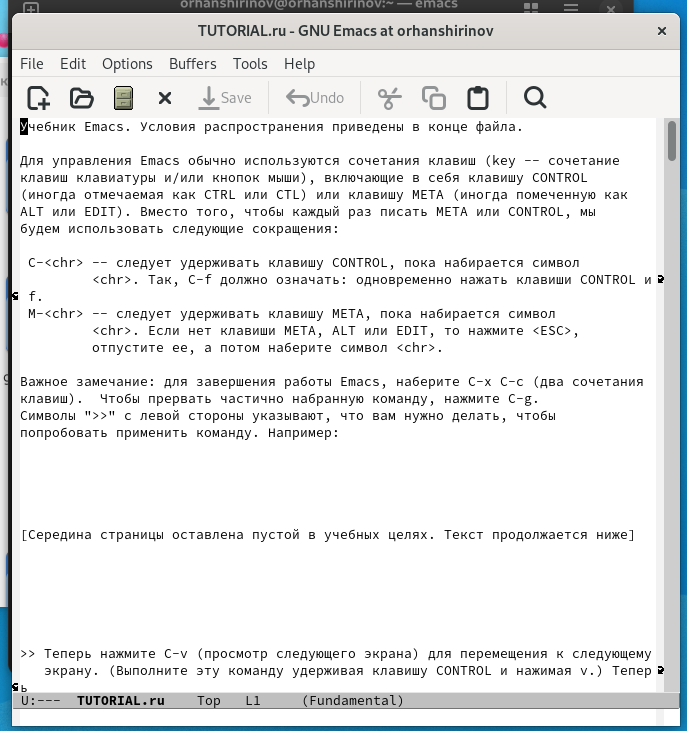 orhanshirinov@orhanshirinov:~ — emacs
TUTORIAL.ru - GNU Emacs at orhanshirinov
File Edit Options Buffers Tools Help
Save Undo
Учебник Emacs. Условия распространения приведены в конце файла.
Для управления Emacs обычно используются сочетания клавиш (key -- сочетание
клавиш клавиатуры и/или кнопок мыши), включающие в себя клавишу CONTROL
(иногда отмечаемая как CTRL или CTL) или клавишу META (иногда помеченную как
ALT или EDIT). Вместо того, чтобы каждый раз писать META или CONTROL, мы
будем использовать следующие сокращения:
C-<chr> -- следует удерживать клавишу CONTROL, пока набирается символ
<chr>. Так, C-f должно означать: одновременно нажать клавиши CONTROL и
f.
M-<chr> -- следует удерживать клавишу META, пока набирается символ
<chr>. Если нет клавиши META, ALT или EDIT, то нажмите <ESC>,
отпустите ее, а потом наберите символ <chr>.
Важное замечание: для завершения работы Emacs, наберите C-x C-c (два сочетания
клавиш).  Чтобы прервать частично набранную команду, нажмите C-g.
Символы ">>" с левой стороны указывают, что вам нужно делать, чтобы
попробовать применить команду. Например:
[Середина страницы оставлена пустой в учебных целях. Текст продолжается ниже]
>> Теперь нажмите C-v (просмотр следующего экрана) для перемещения к следующему
экрану. (Выполните эту команду удерживая клавишу CONTROL и нажимая v.) Тепер
ь
U:--- TUTORIAL.ru Top L1 (Fundamental)